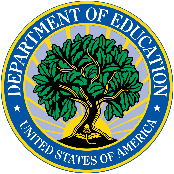 DEPARTMENT OF EDUCATION
UNITED STATES OF AMERICA